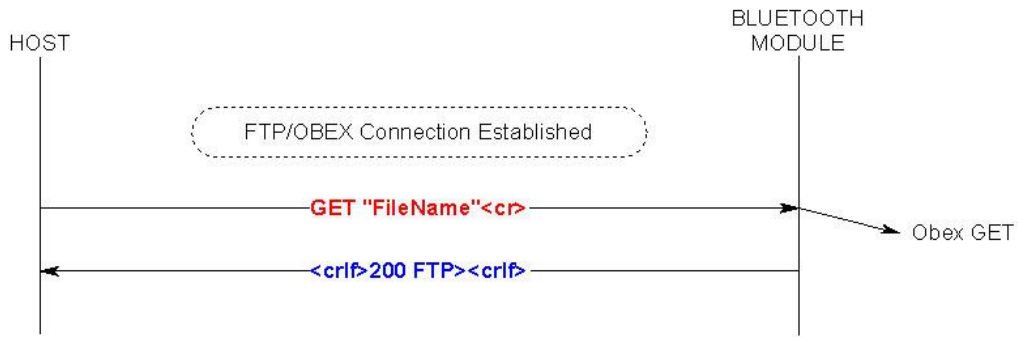 HOST
BLUETOOTH
MODULE
FTP/OBEX Connection Established
GET "FileName"<cr>
Obex GET
<crlf>200 FTP><crlf>